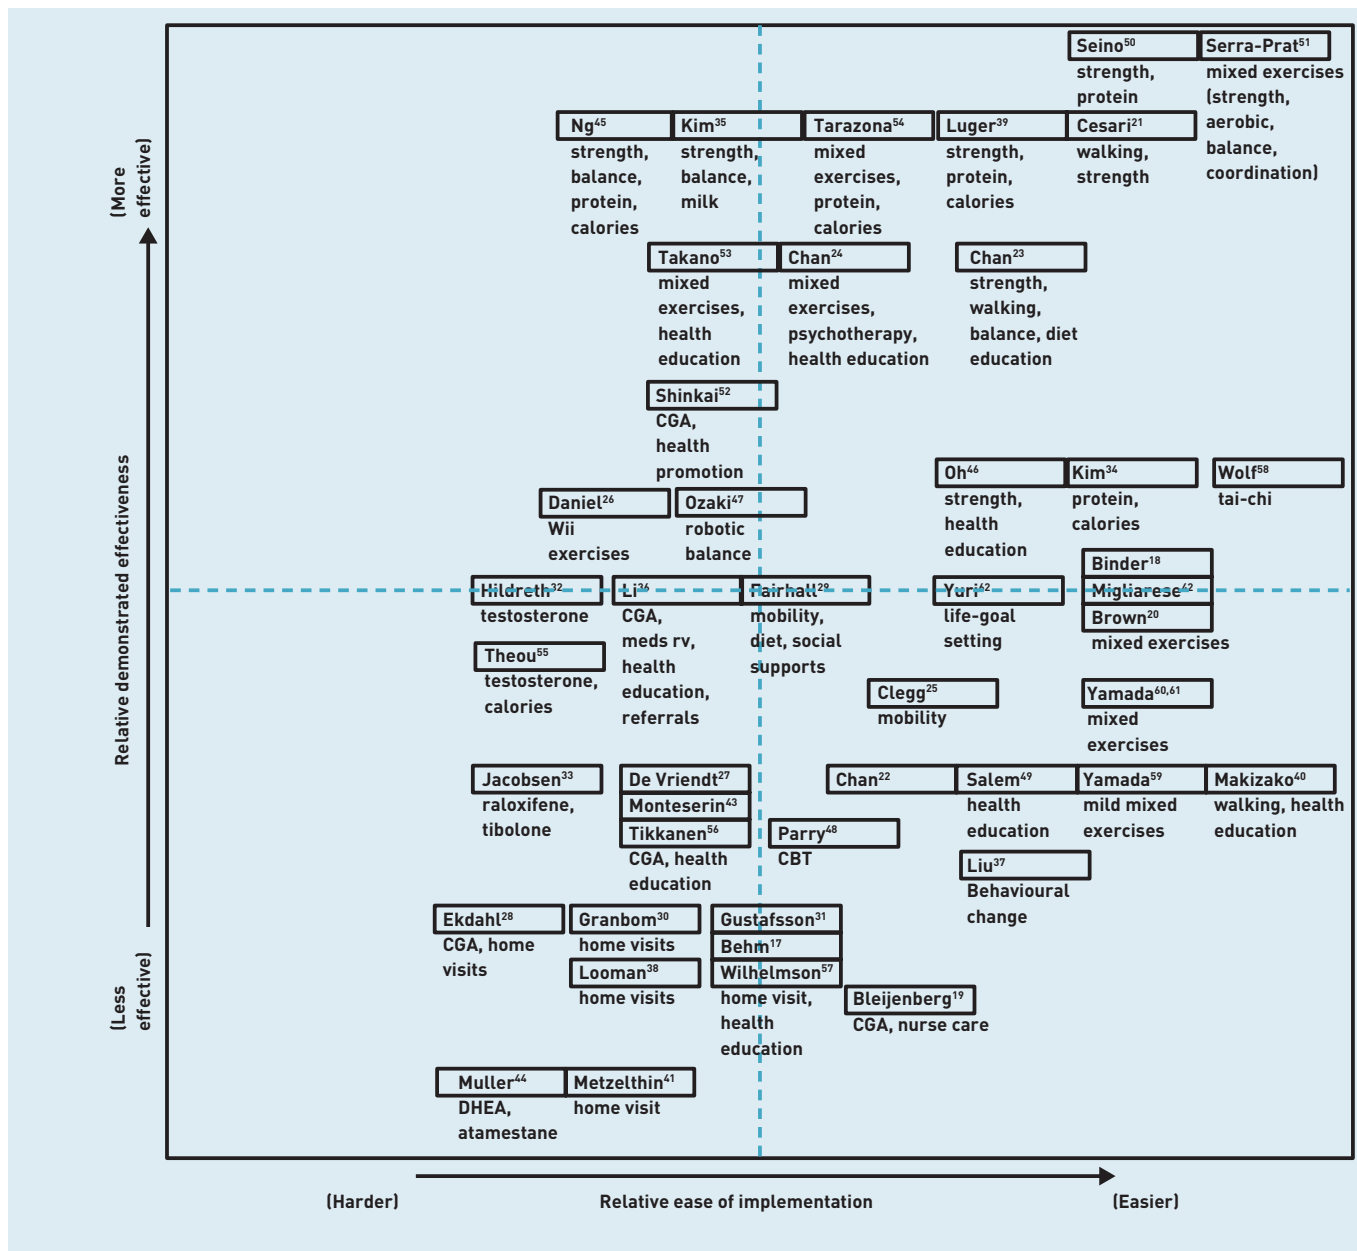 Seino50
strength,
protein
Serra-Prat51
mixed exercises
(strength,
aerobic,
balance,
coordination)
Ng45
strength,
balance,
protein,
calories
Kim35
strength,
balance,
milk
Tarazona54
mixed
exercises,
protein,
calories
Luger39
strength,
protein,
calories
Cesari21
walking,
strength
Takano53
mixed
exercises,
health
education
Chan24
mixed
exercises,
psychotherapy,
health education
Chan23
strength,
walking,
balance, diet
education
Shinkai52
CGA,
health
promotion
Oh46
strength,
health
education
Kim34
protein,
calories
Wolf58
tai-chi
Daniel26
Wii
exercises
Ozaki47
robotic
balance
Binder18
Migliarese42
Brown20
mixed exercises
Hildreth32
testosterone
Li36
CGA,
meds rv,
health
education,
referrals
Fairhall29
mobility,
diet, social
supports
Yuri62
life-goal
setting
Theou55
testosterone,
calories
Clegg25
mobility
Yamada60,61
mixed
exercises
Jacobsen33
raloxifene,
tibolone
De Vriendt27
Monteserin43
Tikkanen56
CGA, health
education
Parry48
CBT
Chan22
Salem49
health
education
Yamada59
mild mixed
exercises
Makizako40
walking, health
education
Liu37
Behavioural
change
Ekdahl28
CGA, home
visits
Granbom30
home visits
Looman38
home visits
Gustafsson31
Behm17
Wilhelmson57
home visit,
health
education
Bleijenberg19
CGA, nurse care
Muller44
DHEA,
atamestane
Metzelthin41
home visit
(More
effective)
Relative demonstrated effectiveness
(Less
effective)
(Harder)
Relative ease of implementation
(Easier)